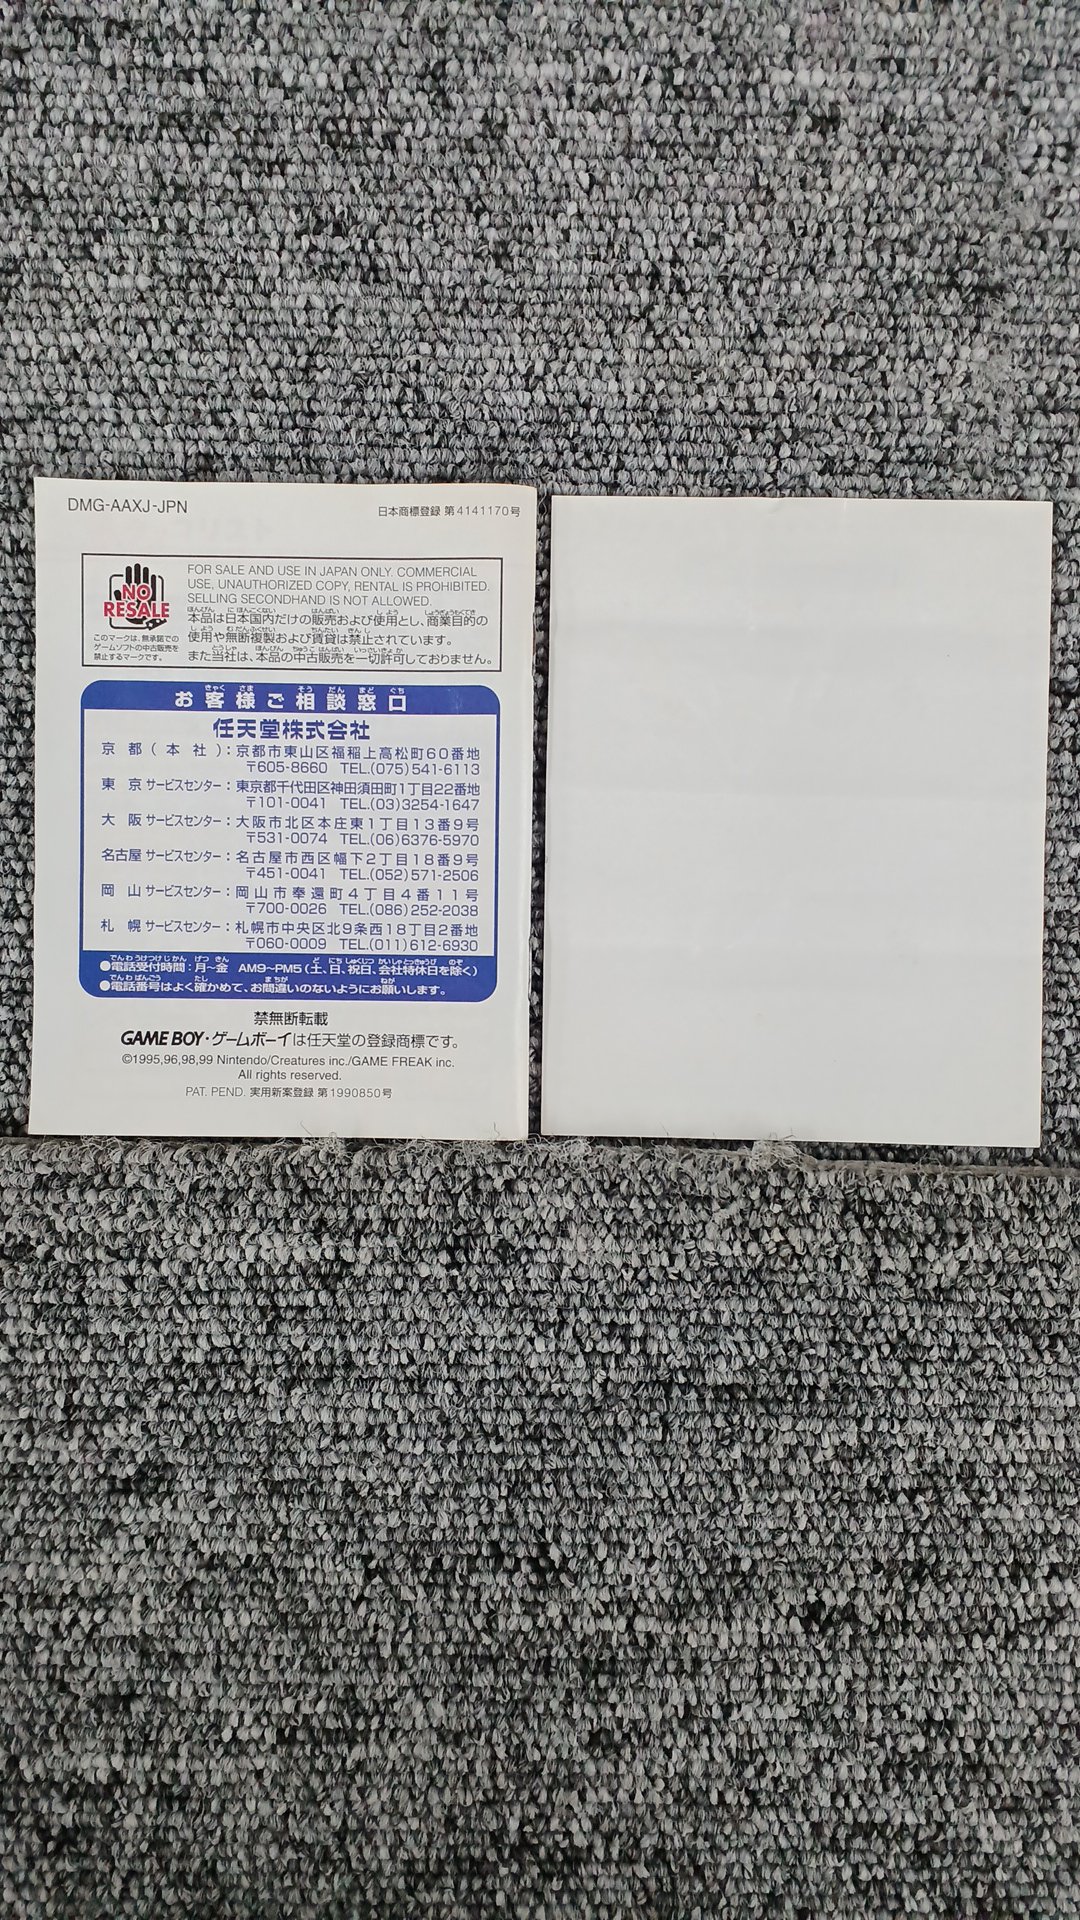 DMG-AAXJ-JPN
日本商標登録 第4141170号
NO
RESALE
このマークは、無承諾での
ゲームソフトの中古販売を
禁止するマークです。
FOR SALE AND USE IN JAPAN ONLY. COMMERCIAL
USE, UNAUTHORIZED COPY, RENTAL IS PROHIBITED.
SELLING SECONDHAND IS NOT ALLOWED.
本品は日本国内だけの販売および使用とし、商業目的の
使用や無断複製および賃貸は禁止されています。
また当社は、本品の中古販売を一切許可しておりません。
お客様ご相談窓口
任天堂株式会社
京都(本社):京都市東山区福稲上高松町60番地
〒605-8660 TEL.(075)541-6113
東京サービスセンター:東京都千代田区神田須田町1丁目22番地
〒101-0041 TEL.(03)3254-1647
大阪サービスセンター:大阪市北区本庄東1丁目13番9号
〒531-0074 TEL.(06)6376-5970
名古屋サービスセンター:名古屋市西区幅下2丁目18番9号
〒451-0041 TEL.(052)571-2506
岡山サービスセンター:岡山市奉還町4丁目4番11号
〒700-0026 TEL.(086)252-2038
札幌サービスセンター:札幌市中央区北9条西18丁目2番地
〒060-0009 TEL.(011)612-6930
●電話受付時間:月~金 AM9~PM5(土、日、祝日、会社特休日を除く)
●電話番号はよく確かめて、お間違いのないようにお願いします。
禁無断転載
GAME BOY・ゲームボーイは任天堂の登録商標です。
©1995,96,98,99 Nintendo/Creatures inc./GAME FREAK inc.
All rights reserved.
PAT. PEND. 実用新案登録 第1990850号